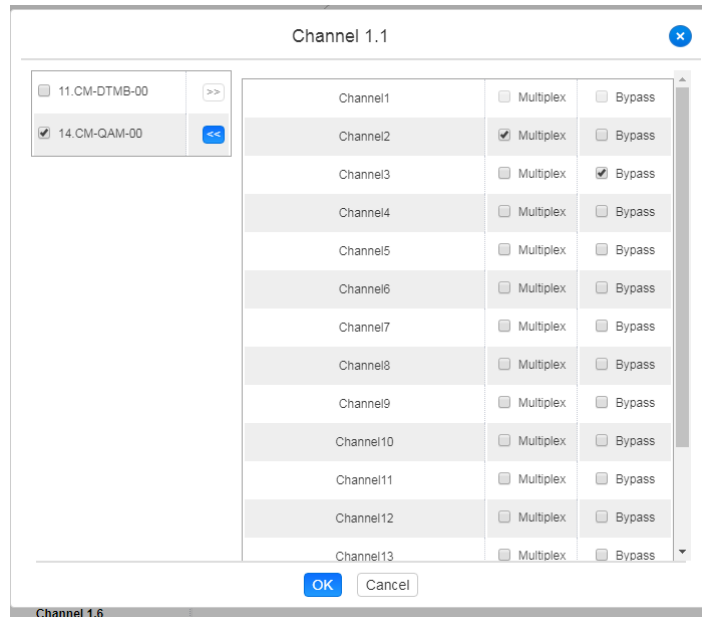 Channel 1.1
11.CM-DTMB-00 >>
14.CM-QAM-00 <<
Channel1 Multiplex Bypass
Channel2 Multiplex Bypass
Channel3 Multiplex Bypass
Channel4 Multiplex Bypass
Channel5 Multiplex Bypass
Channel6 Multiplex Bypass
Channel7 Multiplex Bypass
Channel8 Multiplex Bypass
Channel9 Multiplex Bypass
Channel10 Multiplex Bypass
Channel11 Multiplex Bypass
Channel12 Multiplex Bypass
Channel13 Multiplex Bypass
OK Cancel
Channel 1.6